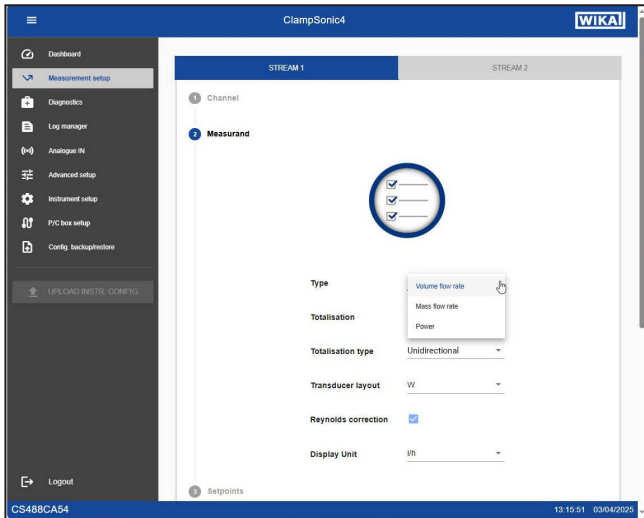 ClampSonic4
WIKA
Dashboard
Measurement setup
Diagnostics
Log manager
Analogue IN
Advanced setup
Instrument setup
P/C box setup
Config. backup/restore
UPLOAD INSTR. CONFIG.
Logout
STREAM 1
STREAM 2
1 Channel
2 Measurand
Type
Volume flow rate
Mass flow rate
Power
Totalisation
Totalisation type Unidirectional
Transducer layout W
Reynolds correction
Display Unit l/h
3 Setpoints
CS488CA54
13:15:51 03/04/2025